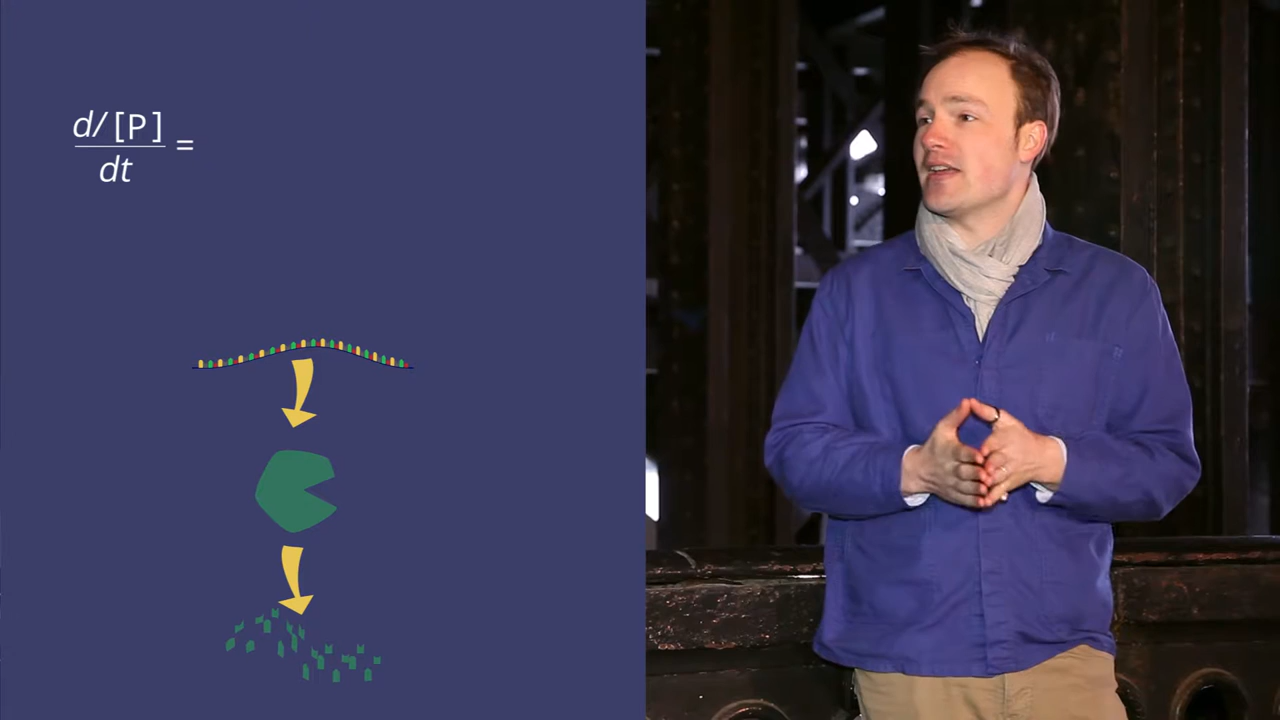 d/[P]
dt
=